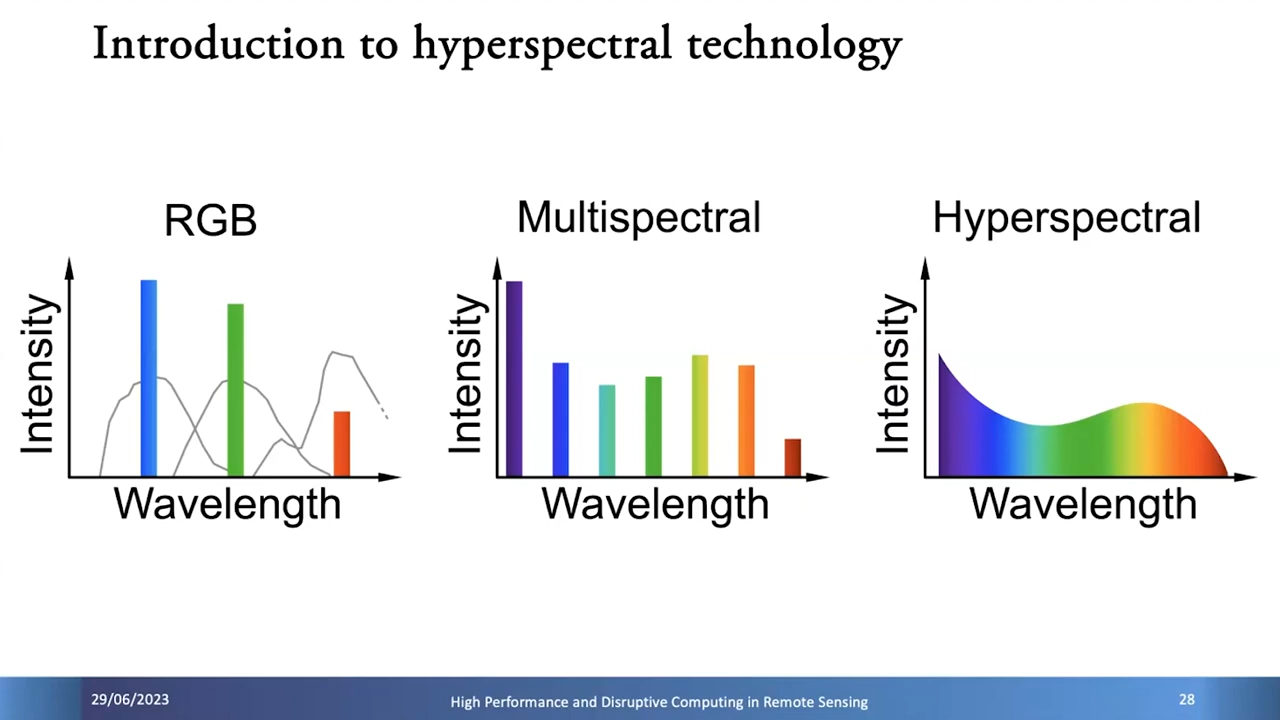 Introduction to hyperspectral technology
RGB
Intensity
Wavelength
Multispectral
Intensity
Wavelength
Hyperspectral
Intensity
Wavelength
29/06/2023
High Performance and Disruptive Computing in Remote Sensing
28